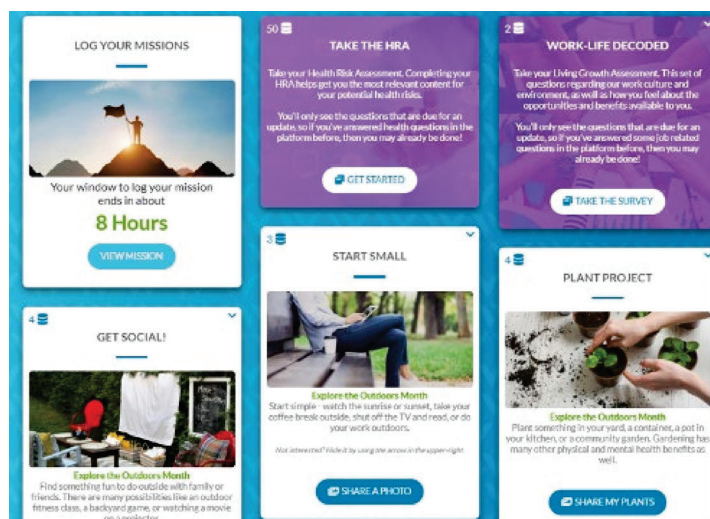 LOG YOUR MISSIONS
Your window to log your mission
ends in about
8 Hours
VIEW MISSION
4
GET SOCIAL!
Explore the Outdoors Month
Find something fun to do outside with family or
friends. There are many possibilities like an outdoor
fitness class, a backyard game, or watching a movie
on a projector
50
TAKE THE HRA
Take your Health Risk Assessment. Completing your
HRA helps get you the most relevant content for
your potential health risks.
You'll only see the questions that are due for an
update, so if you've answered health questions in the
platform before, then you may already be done!
GET STARTED
3
START SMALL
Explore the Outdoors Month
Start simple - watch the sunrise or sunset, take your
coffee break outside, shut off the TV and read, or do
your work outdoors.
Not interested? Hide it by using the arrow in the upper-right.
SHARE A PHOTO
2
WORK-LIFE DECODED
Take your Living Growth Assessment. This set of
questions regarding our work culture and
environment, as well as how you feel about the
opportunities and benefits available to you.
You'll only see the questions that are due for an
update, so if you've answered some job related
questions in the platform before, then you may
already be done!
TAKE THE SURVEY
4
PLANT PROJECT
Explore the Outdoors Month
Plant something in your yard, a container, a pot in
your kitchen, or a community garden. Gardening has
many other physical and mental health benefits as
well.
SHARE MY PLANTS